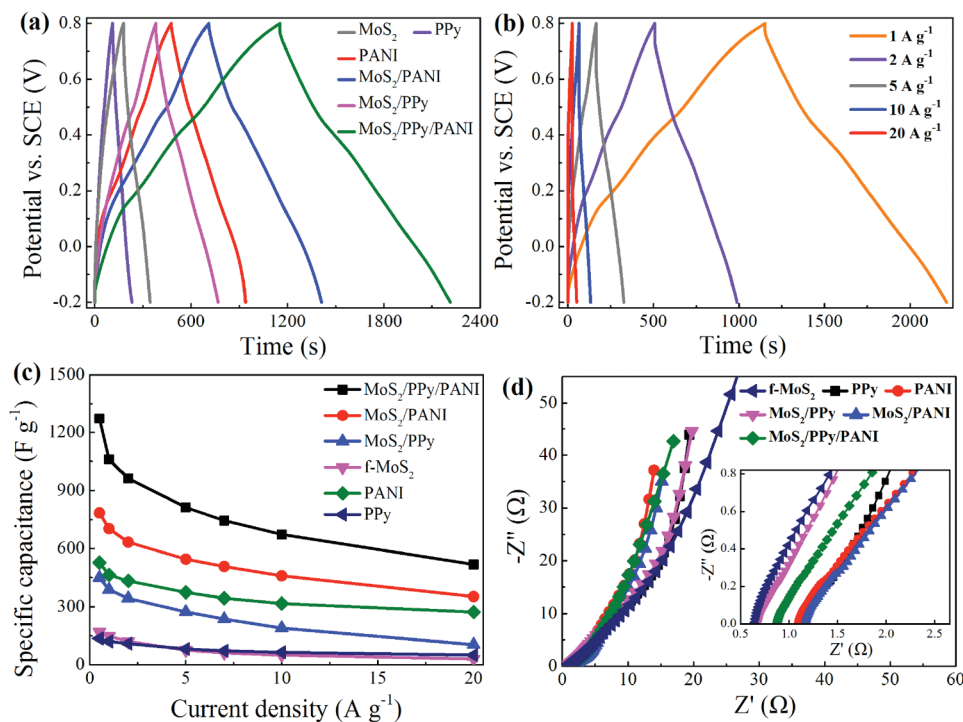 (a)
MoS₂ PPy
PANI
MoS₂/PANI
MoS₂/PPy
MoS₂/PPy/PANI
Potential vs. SCE (V)
0.8
0.6
0.4
0.2
0.0
-0.2
0 600 1200 1800 2400
Time (s)
(b)
1 A g⁻¹
2 A g⁻¹
5 A g⁻¹
10 A g⁻¹
20 A g⁻¹
Potential vs. SCE (V)
0.8
0.6
0.4
0.2
0.0
-0.2
0 500 1000 1500 2000
Time (s)
(c)
MoS₂/PPy/PANI
MoS₂/PANI
MoS₂/PPy
f-MoS₂
PANI
PPy
Specific capacitance (F g⁻¹)
1500
1200
900
600
300
0
0 5 10 15 20
Current density (A g⁻¹)
(d)
f-MoS₂ PPy PANI
MoS₂/PPy MoS₂/PANI
MoS₂/PPy/PANI
-Z'' (Ω)
50
40
30
20
10
0
0 10 20 30 40 50
Z' (Ω)
-Z'' (Ω)
0.8
0.6
0.4
0.2
0.0
0.5 1.0 1.5 2.0 2.5
Z' (Ω)